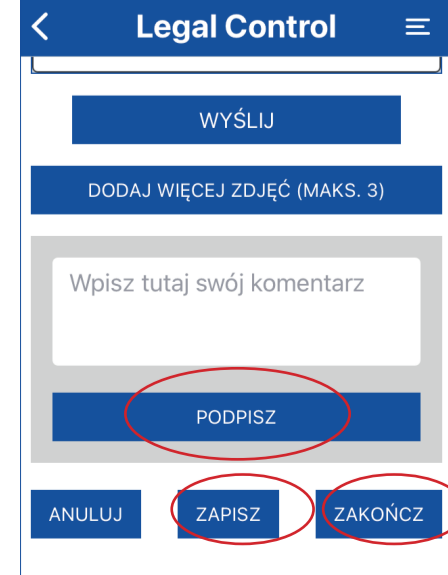 Legal Control
WYŚLIJ
DODAJ WIĘCEJ ZDJĘĆ (MAKS. 3)
Wpisz tutaj swój komentarz
PODPISZ
ANULUJ ZAPISZ ZAKOŃCZ